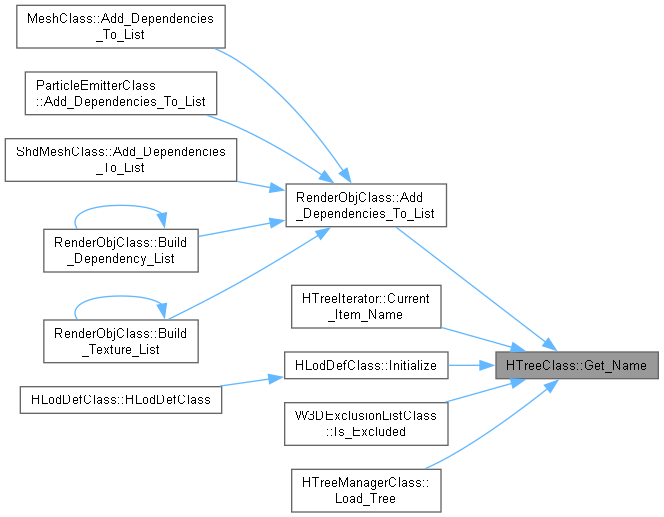 MeshClass::Add_Dependencies
_To_List
ParticleEmitterClass
::Add_Dependencies_To_List
ShdMeshClass::Add_Dependencies
_To_List
RenderObjClass::Add
_Dependencies_To_List
RenderObjClass::Build
_Dependency_List
HTreeIterator::Current
_Item_Name
RenderObjClass::Build
_Texture_List
HLodDefClass::Initialize
HTreeClass::Get_Name
HLodDefClass::HLodDefClass
W3DExclusionListClass
::Is_Excluded
HTreeManagerClass::
Load_Tree